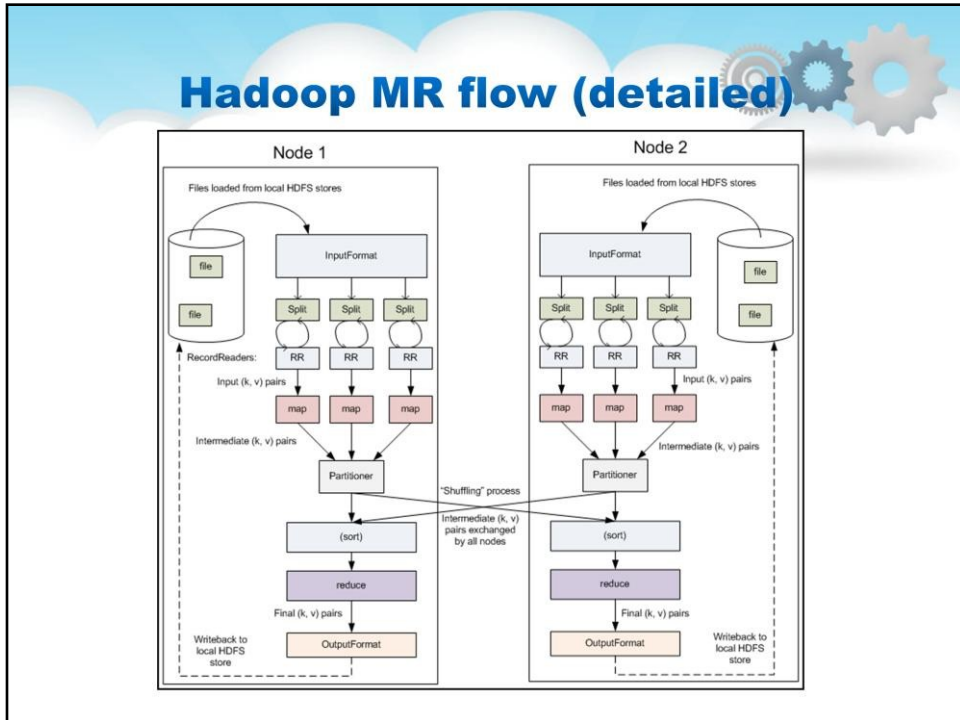 Hadoop MR flow (detailed)
Node 1
Files loaded from local HDFS stores
file
file
InputFormat
Split
Split
Split
RecordReaders:
RR
RR
RR
Input (k, v) pairs
map
map
map
Intermediate (k, v) pairs
Partitioner
(sort)
reduce
Final (k, v) pairs
OutputFormat
Writeback to
local HDFS
store
"Shuffling" process
Intermediate (k, v)
pairs exchanged
by all nodes
Node 2
Files loaded from local HDFS stores
InputFormat
file
file
Split
Split
Split
RR
RR
RR
Input (k, v) pairs
map
map
map
Intermediate (k, v) pairs
Partitioner
(sort)
reduce
Final (k, v) pairs
OutputFormat
Writeback to
local HDFS
store